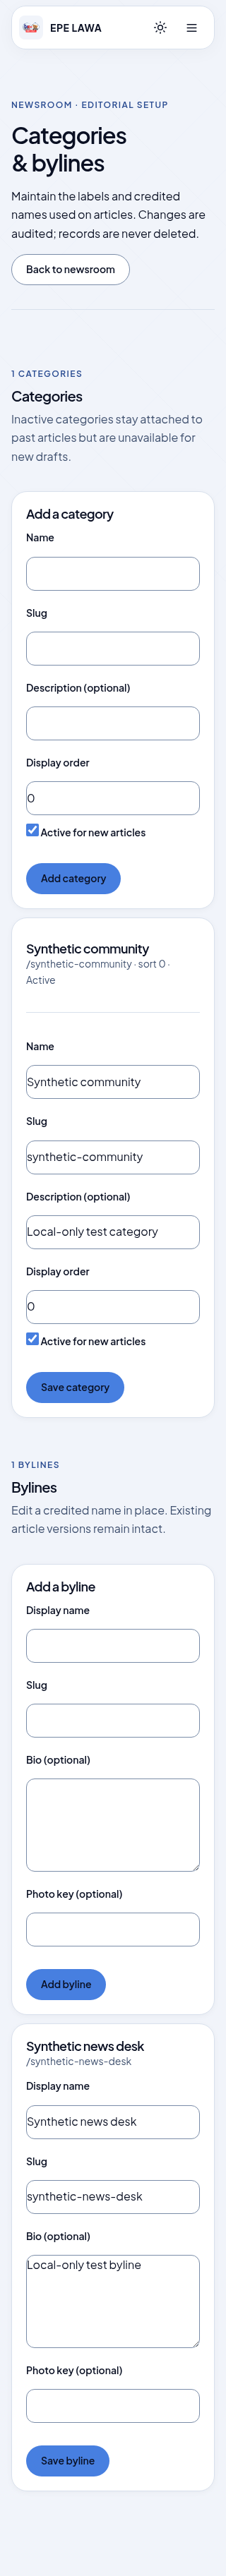 EPE LAWA
NEWSROOM · EDITORIAL SETUP
Categories
& bylines
Maintain the labels and credited
names used on articles. Changes are
audited; records are never deleted.
Back to newsroom
1 CATEGORIES
Categories
Inactive categories stay attached to
past articles but are unavailable for
new drafts.
Add a category
Name
Slug
Description (optional)
Display order
0
Active for new articles
Add category
Synthetic community
/synthetic-community · sort 0 ·
Active
Name
Synthetic community
Slug
synthetic-community
Description (optional)
Local-only test category
Display order
0
Active for new articles
Save category
1 BYLINES
Bylines
Edit a credited name in place. Existing
article versions remain intact.
Add a byline
Display name
Slug
Bio (optional)
Photo key (optional)
Add byline
Synthetic news desk
/synthetic-news-desk
Display name
Synthetic news desk
Slug
synthetic-news-desk
Bio (optional)
Local-only test byline
Photo key (optional)
Save byline